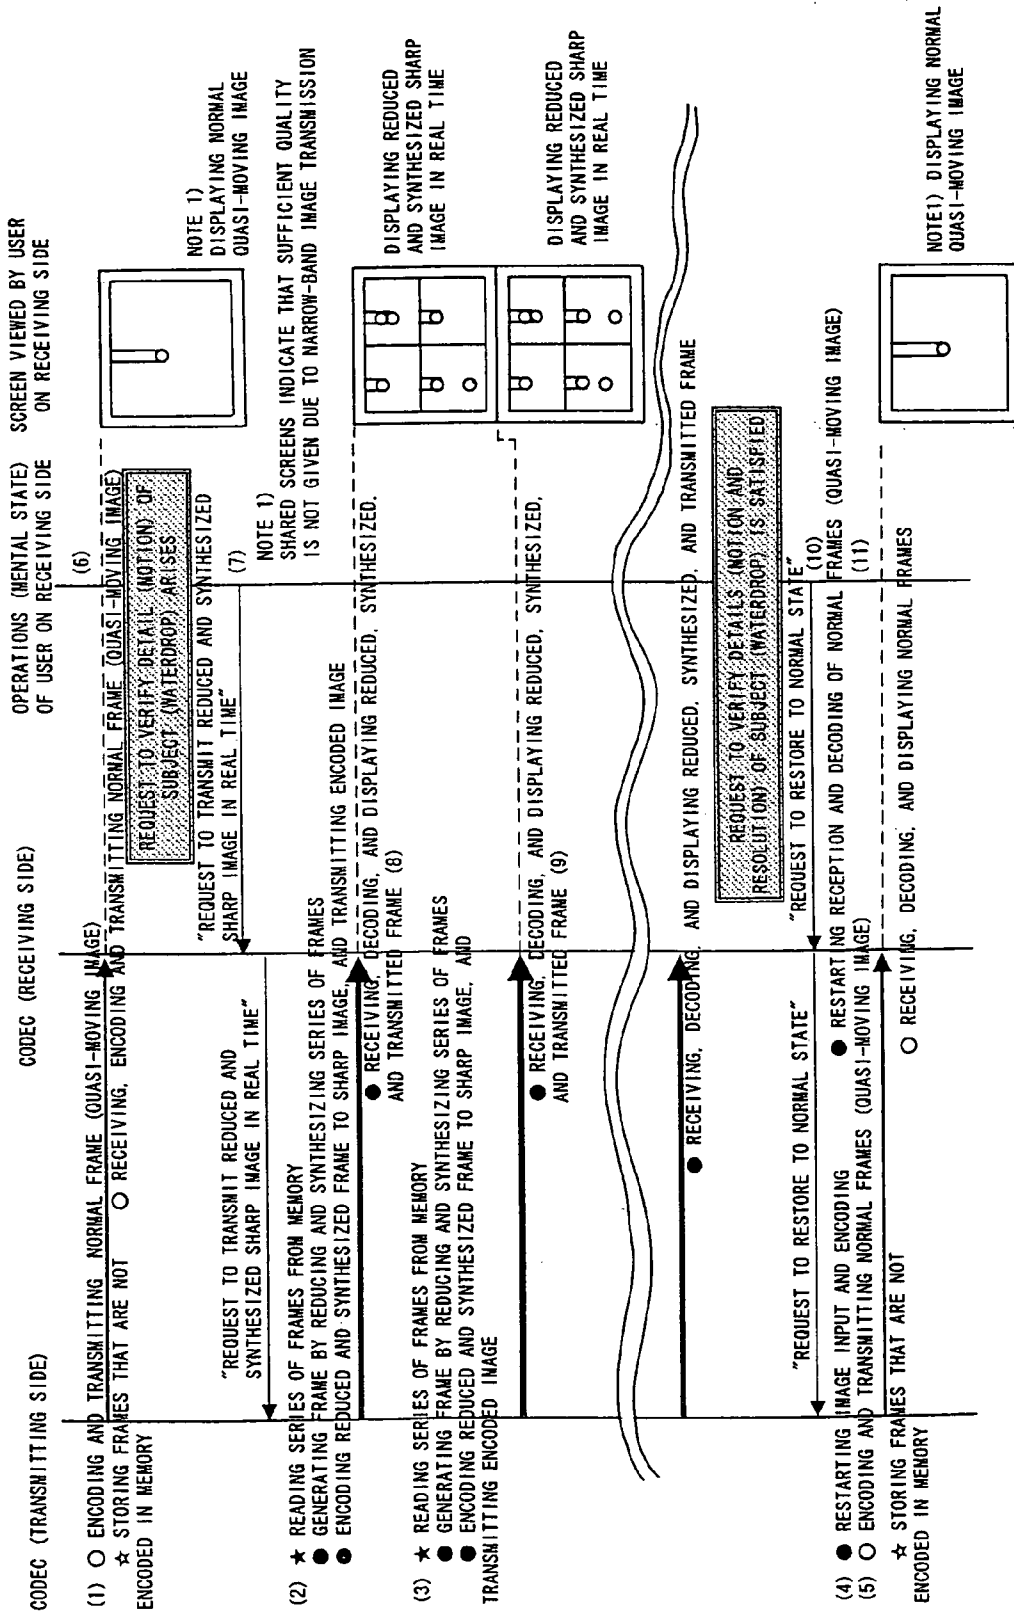 CODEC (TRANSMITTING SIDE)
CODEC (RECEIVING SIDE)
OPERATIONS (MENTAL STATE)
OF USER ON RECEIVING SIDE
SCREEN VIEWED BY USER
ON RECEIVING SIDE
(1) ○ ENCODING AND TRANSMITTING NORMAL FRAME (QUASI-MOVING IMAGE)
☆ STORING FRAMES THAT ARE NOT
ENCODED IN MEMORY
○ RECEIVING, ENCODING AND TRANSMITTING NORMAL FRAME (QUASI-MOVING IMAGE)
(6)
REQUEST TO VERIFY DETAIL (MOTION) OF
SUBJECT (WATERDROP) ARISES
NOTE 1)
DISPLAYING NORMAL
QUASI-MOVING IMAGE
"REQUEST TO TRANSMIT REDUCED AND SYNTHESIZED
SHARP IMAGE IN REAL TIME"
(7)
"REQUEST TO TRANSMIT REDUCED AND
SYNTHESIZED SHARP IMAGE IN REAL TIME"
NOTE 1)
SHARED SCREENS INDICATE THAT SUFFICIENT QUALITY
IS NOT GIVEN DUE TO NARROW-BAND IMAGE TRANSMISSION
(2) ★ READING SERIES OF FRAMES FROM MEMORY
● GENERATING FRAME BY REDUCING AND SYNTHESIZING SERIES OF FRAMES
● ENCODING REDUCED AND SYNTHESIZED FRAME TO SHARP IMAGE, AND TRANSMITTING ENCODED IMAGE
● RECEIVING, DECODING, AND DISPLAYING REDUCED, SYNTHESIZED,
AND TRANSMITTED FRAME (8)
DISPLAYING REDUCED
AND SYNTHESIZED SHARP
IMAGE IN REAL TIME
(3) ★ READING SERIES OF FRAMES FROM MEMORY
● GENERATING FRAME BY REDUCING AND SYNTHESIZING SERIES OF FRAMES
● ENCODING REDUCED AND SYNTHESIZED FRAME TO SHARP IMAGE, AND
TRANSMITTING ENCODED IMAGE
● RECEIVING, DECODING, AND DISPLAYING REDUCED, SYNTHESIZED,
AND TRANSMITTED FRAME (9)
DISPLAYING REDUCED
AND SYNTHESIZED SHARP
IMAGE IN REAL TIME
● RECEIVING, DECODING, AND DISPLAYING REDUCED, SYNTHESIZED, AND TRANSMITTED FRAME
REQUEST TO VERIFY DETAILS (NOTION AND
RESOLUTION) OF SUBJECT (WATERDROP) IS SATISFIED
"REQUEST TO RESTORE TO NORMAL STATE"
(10)
"REQUEST TO RESTORE TO NORMAL STATE"
(4) ● RESTARTING IMAGE INPUT AND ENCODING
● RESTARTING RECEPTION AND DECODING OF NORMAL FRAMES (QUASI-MOVING IMAGE)
(5) ○ ENCODING AND TRANSMITTING NORMAL FRAMES (QUASI-MOVING IMAGE)
(11)
☆ STORING FRAMES THAT ARE NOT
ENCODED IN MEMORY
○ RECEIVING, DECODING, AND DISPLAYING NORMAL FRAMES
NOTE1) DISPLAYING NORMAL
QUASI-MOVING IMAGE